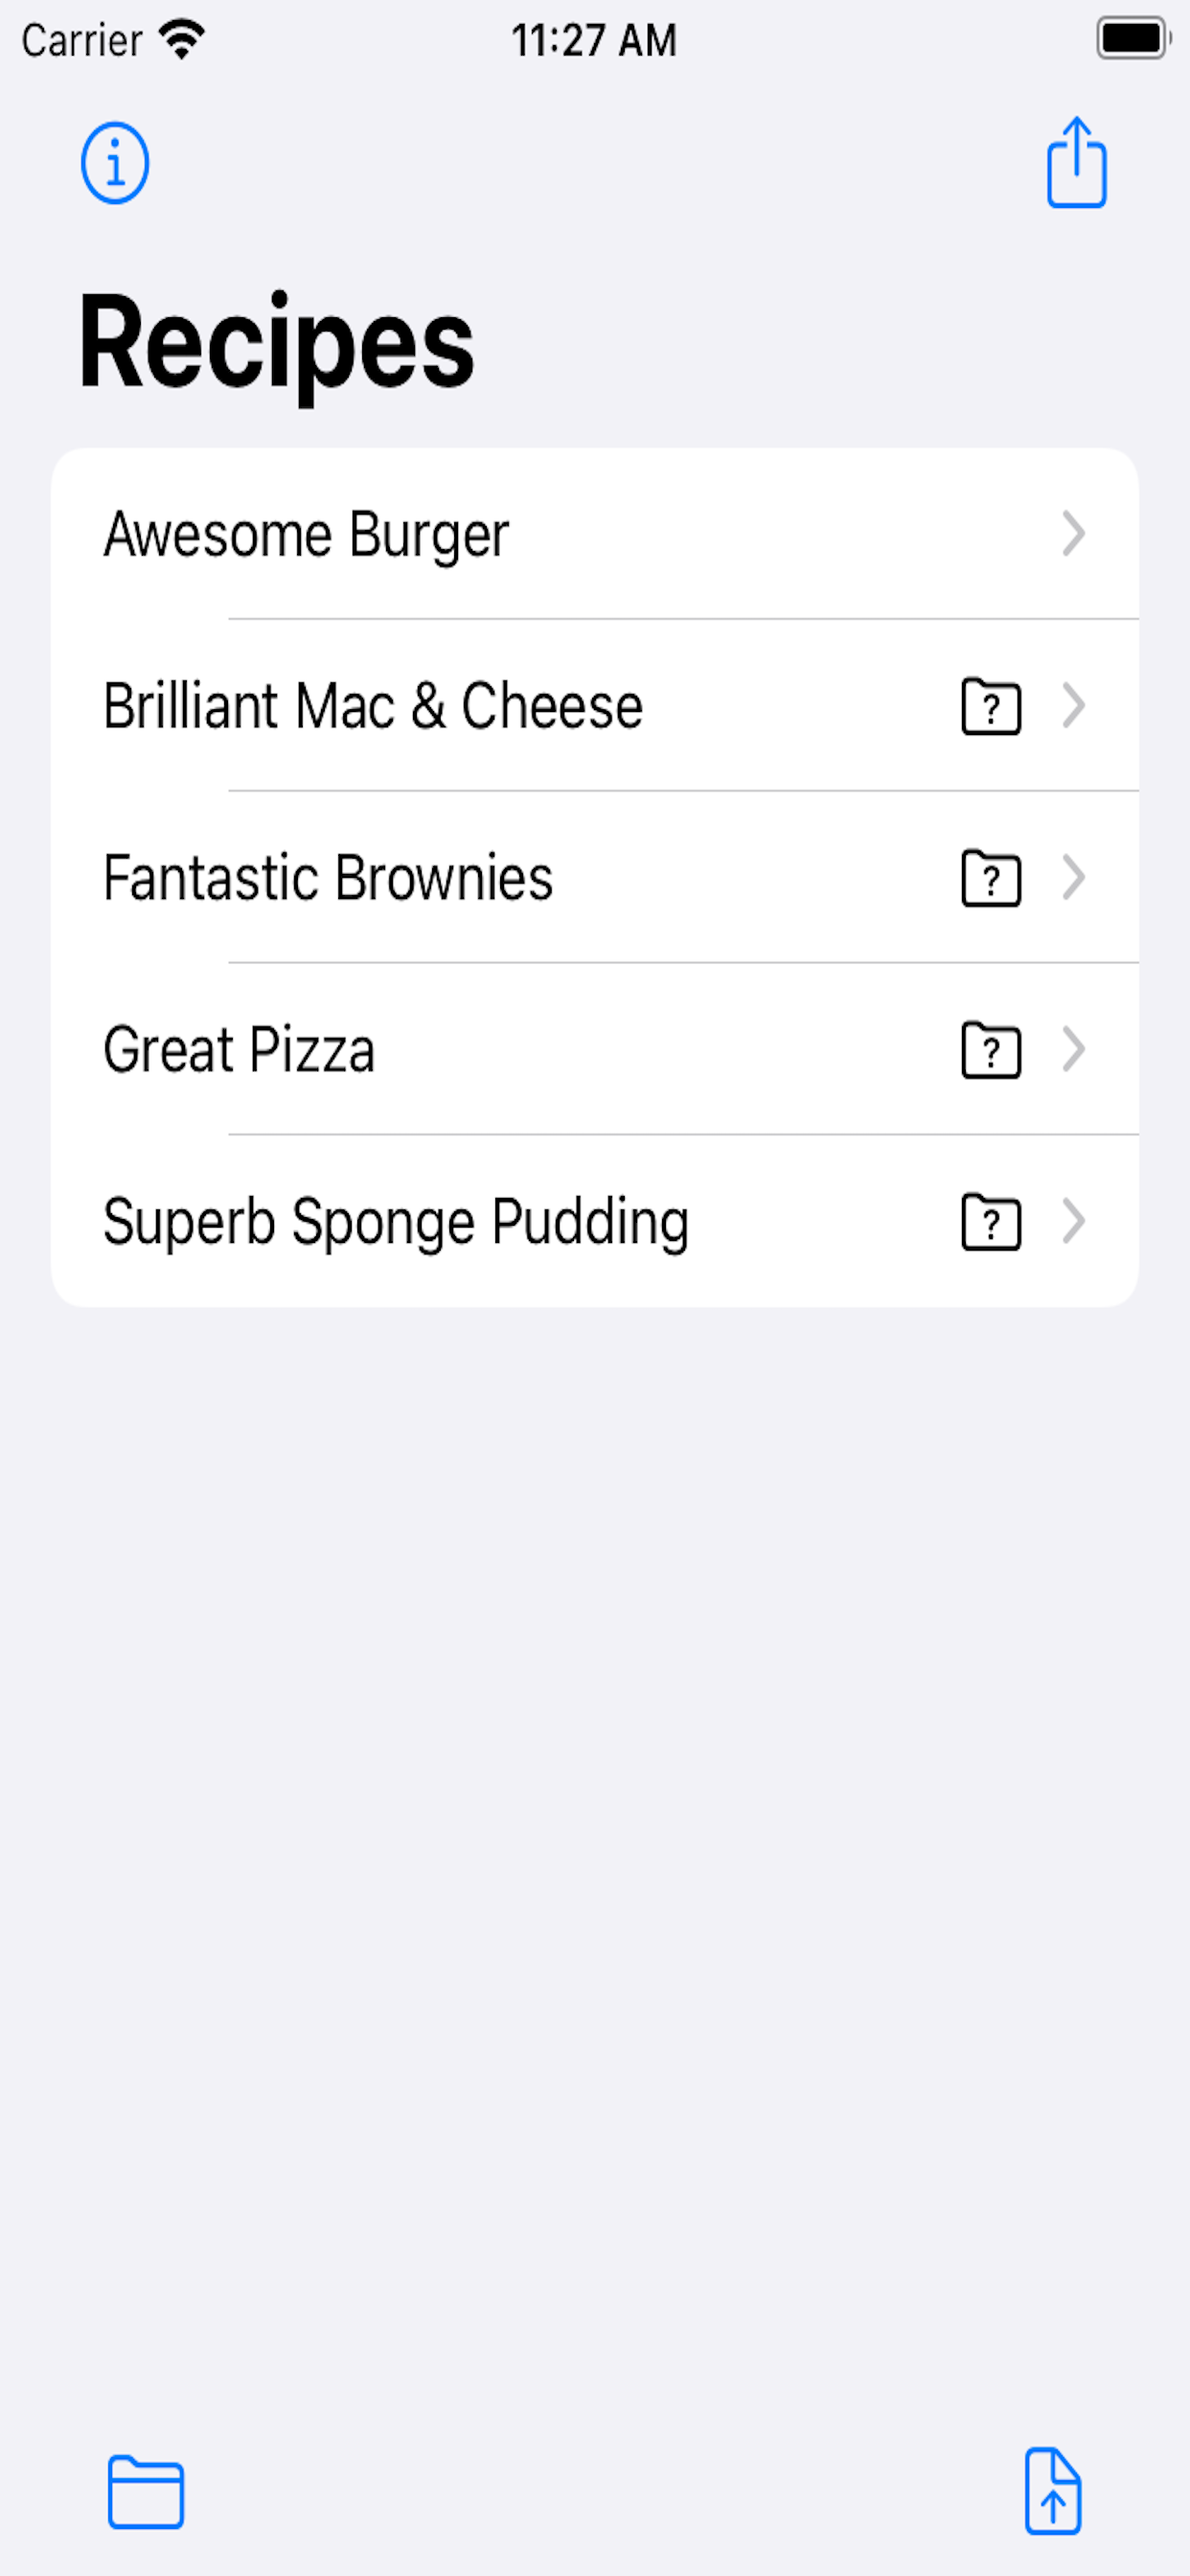 Carrier 11:27 AM
Recipes
Awesome Burger
Brilliant Mac & Cheese
Fantastic Brownies
Great Pizza
Superb Sponge Pudding